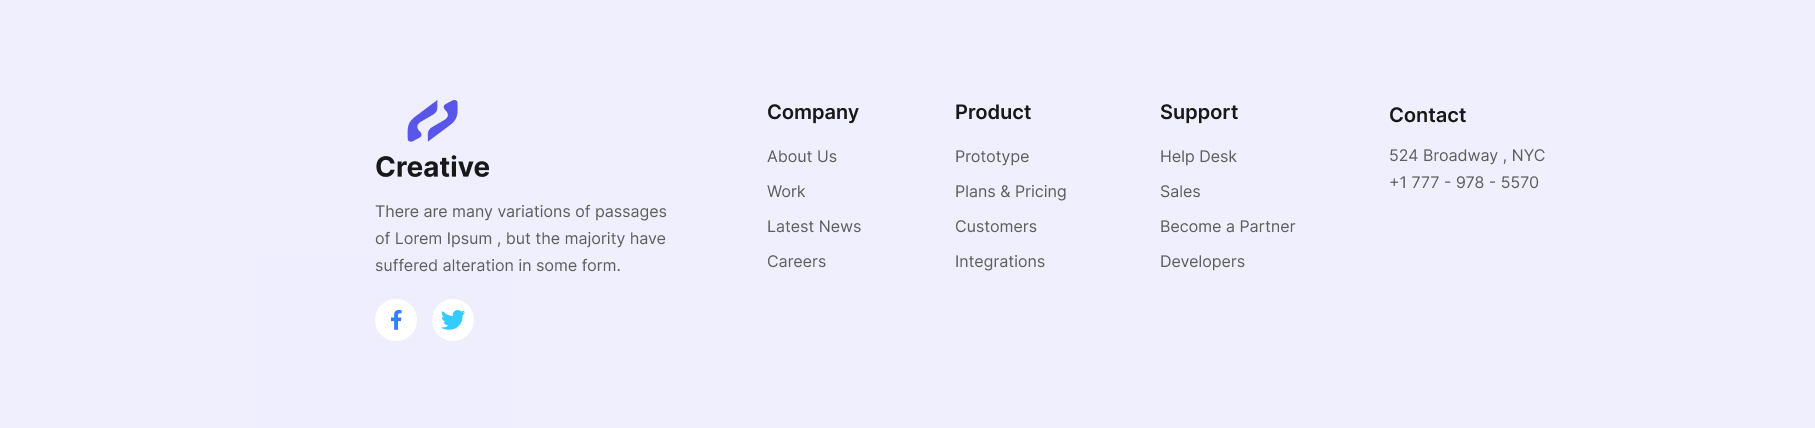 Creative
There are many variations of passages
of Lorem Ipsum , but the majority have
suffered alteration in some form.
Company
About Us
Work
Latest News
Careers
Product
Prototype
Plans & Pricing
Customers
Integrations
Support
Help Desk
Sales
Become a Partner
Developers
Contact
524 Broadway , NYC
+1 777 - 978 - 5570